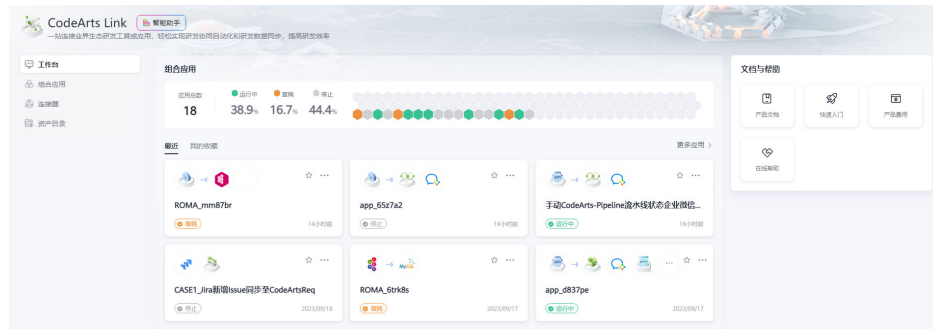 CodeArts Link 智能助手
一站连接业界生态研发工具或应用，轻松实现研发协同自动化和研发数据同步，提高研发效率
工作台
组合应用
连接器
资产目录
组合应用
应用总数
18
运行中
38.9%
草稿
16.7%
停止
44.4%
最近 我的收藏 更多应用 >
ROMA_mm87br
草稿 14小时前
app_65z7a2
停止 18小时前
手动CodeArts-Pipeline流水线状态企业微信...
运行中 18小时前
CASE1_Jira新增Issue同步至CodeArtsReq
停止 2023/09/18
MySQL
ROMA_6trk8s
草稿 2023/09/17
app_d837pe
运行中 2023/09/17
文档与帮助
产品文档
快速入门
产品费用
在线帮助